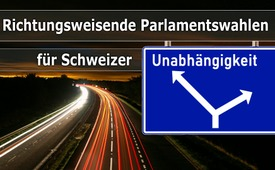 Richtungsweisende Parlamentswahlen
für Schweizer
Unabhängigkeit